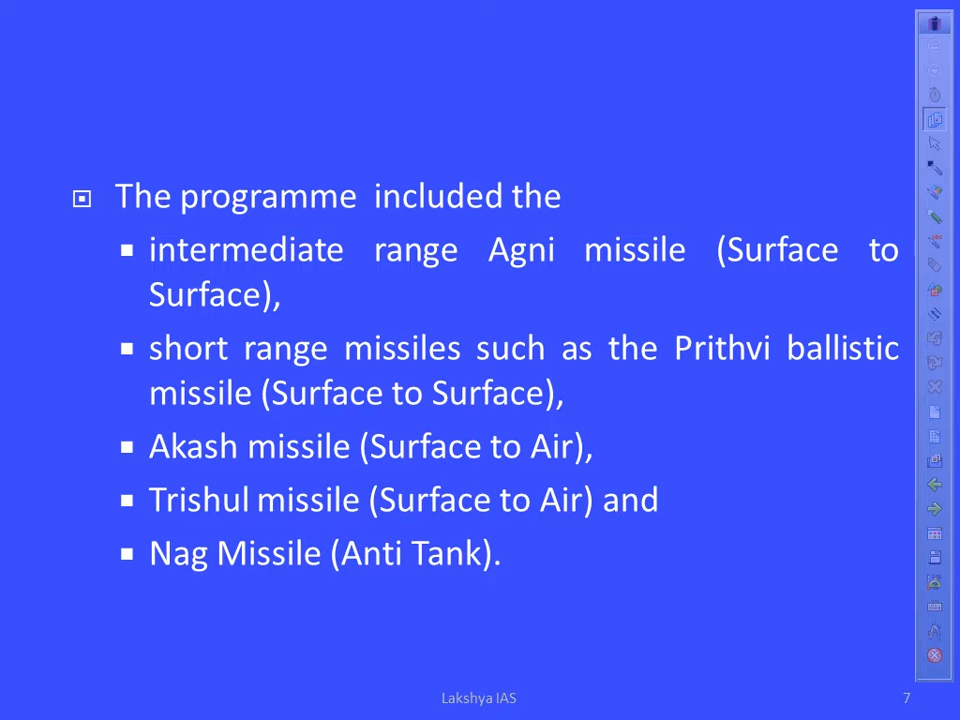 The programme  included the
intermediate range Agni missile (Surface to
Surface),
short range missiles such as the Prithvi ballistic
missile (Surface to Surface),
Akash missile (Surface to Air),
Trishul missile (Surface to Air) and
Nag Missile (Anti Tank).
Lakshya IAS
7